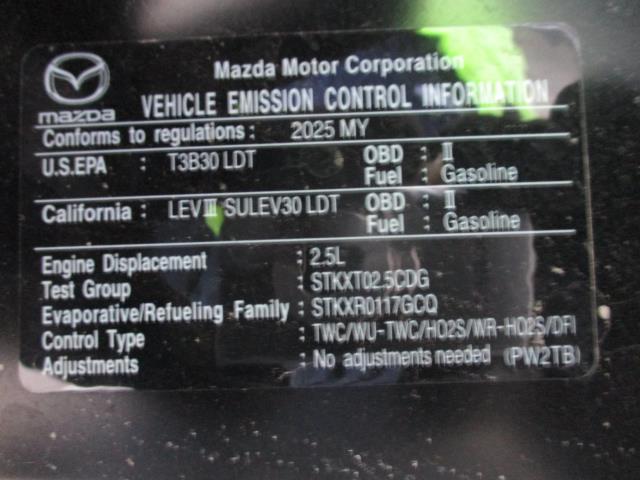 Mazda Motor Corporation
mazda
VEHICLE EMISSION CONTROL INFORMATION
Conforms to regulations : 2025 MY
U.S.EPA : T3B30 LDT OBD : II
Fuel : Gasoline
California : LEVIII SULEV30 LDT OBD : II
Fuel : Gasoline
Engine Displacement : 2.5L
Test Group : STKXT02.5CDG
Evaporative/Refueling Family : STKXR0117GCQ
Control Type : TWC/WU-TWC/HO2S/WR-HO2S/DFI
Adjustments : No adjustments needed (PW2TB)